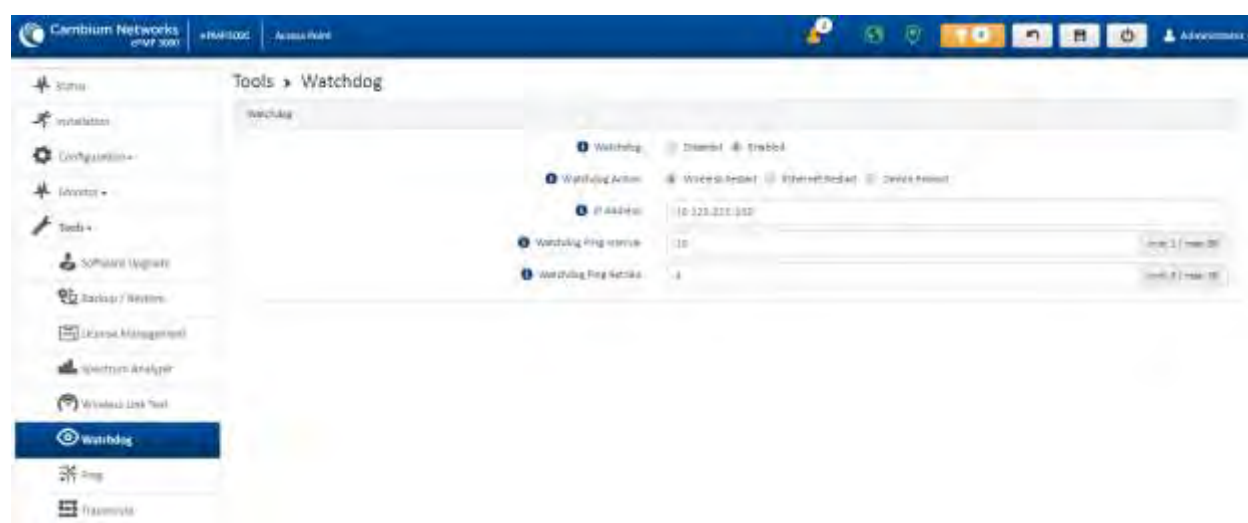 Cambium Networks
ePMP 3000
Access Point
Administrator
Status
Installation
Configuration
Monitor
Tools
Software Upgrade
Backup / Restore
License Management
Spectrum Analyzer
Wireless Link Test
Watchdog
Ping
Traceroute
Tools > Watchdog
Watchdog
Watchdog Disabled Enabled
Watchdog Action Wireless Restart Ethernet Restart Device Reboot
IP Address
Watchdog Ping Interval 10
Watchdog Ping Retries